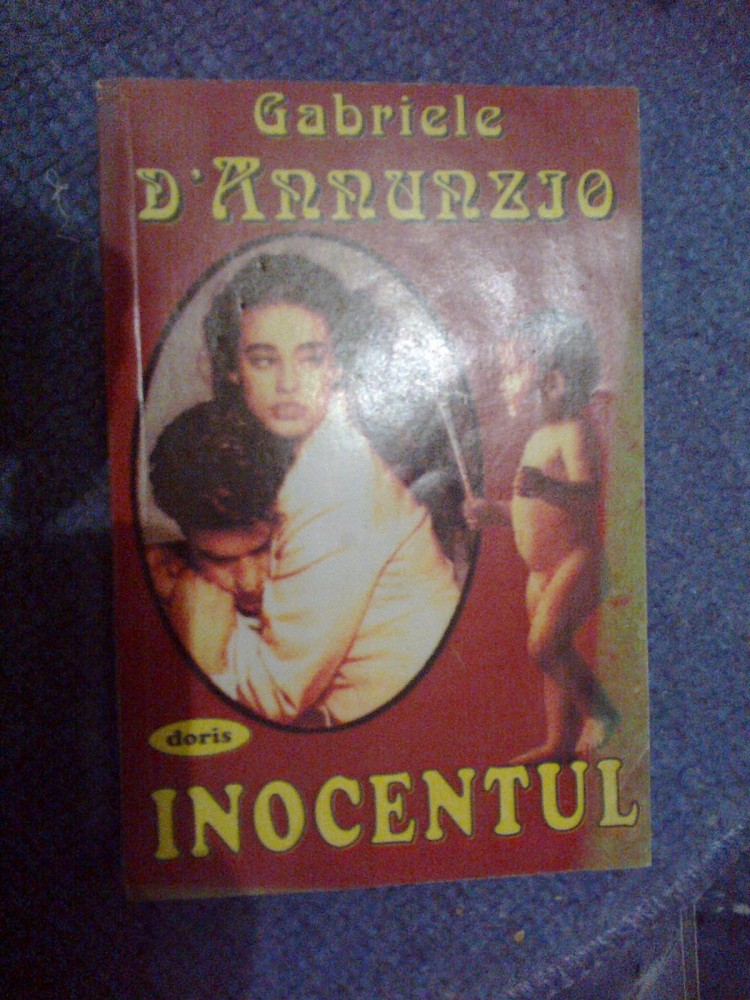 Gabriele
D'ANNUNZIO
doris
INOCENTUL